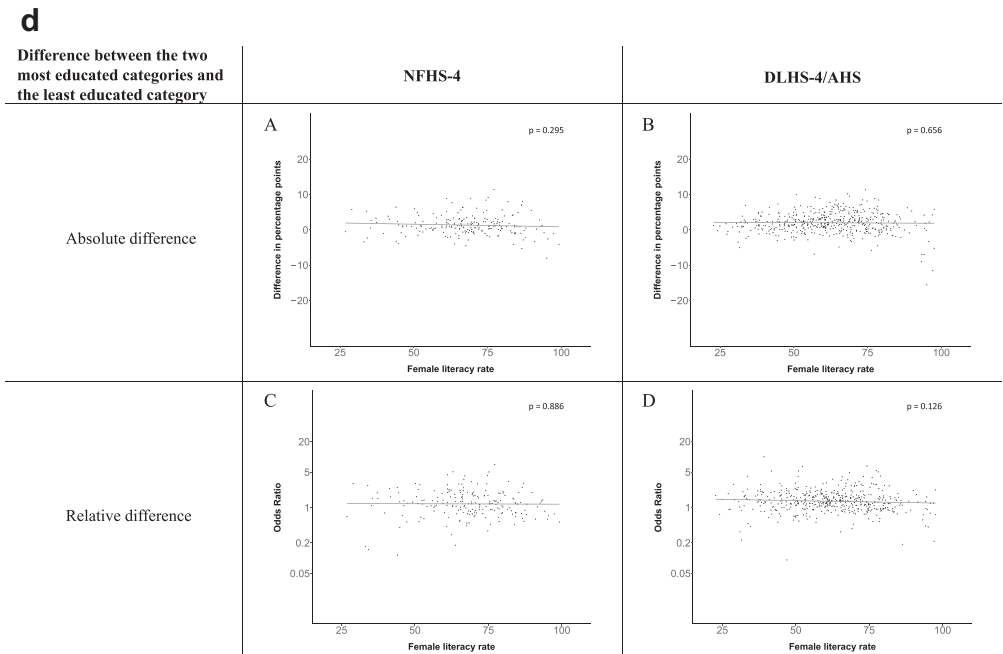 d
Difference between the two
most educated categories and
the least educated category
NFHS-4
DLHS-4/AHS
Absolute difference
A
p = 0.295
Difference in percentage points
20
10
0
−10
−20
25
50
75
100
Female literacy rate
B
p = 0.656
Difference in percentage points
20
10
0
−10
−20
25
50
75
100
Female literacy rate
Relative difference
C
p = 0.886
Odds Ratio
20
5
1
0.2
0.05
25
50
75
100
Female literacy rate
D
p = 0.126
Odds Ratio
20
5
1
0.2
0.05
25
50
75
100
Female literacy rate